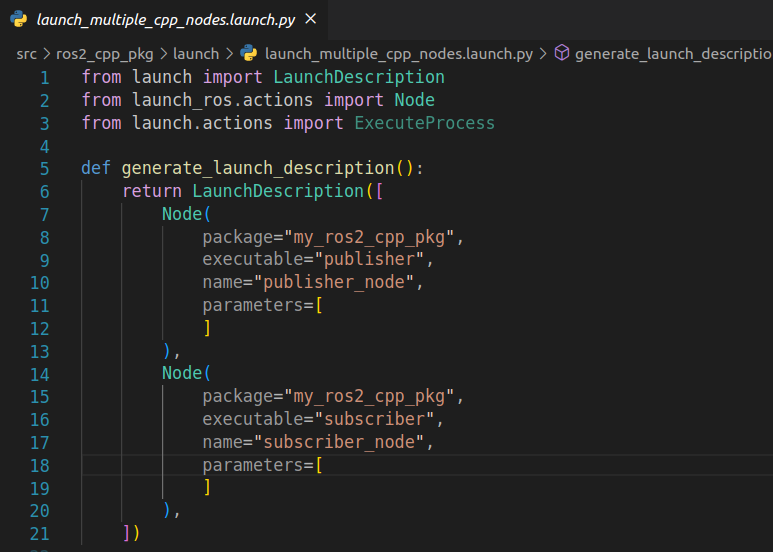 launch_multiple_cpp_nodes.launch.py ×
src > ros2_cpp_pkg > launch > launch_multiple_cpp_nodes.launch.py > generate_launch_descriptio
1 from launch import LaunchDescription
2 from launch_ros.actions import Node
3 from launch.actions import ExecuteProcess
4
5 def generate_launch_description():
6     return LaunchDescription([
7         Node(
8             package="my_ros2_cpp_pkg",
9             executable="publisher",
10             name="publisher_node",
11             parameters=[
12             ]
13         ),
14         Node(
15             package="my_ros2_cpp_pkg",
16             executable="subscriber",
17             name="subscriber_node",
18             parameters=[
19             ]
20         ),
21     ])